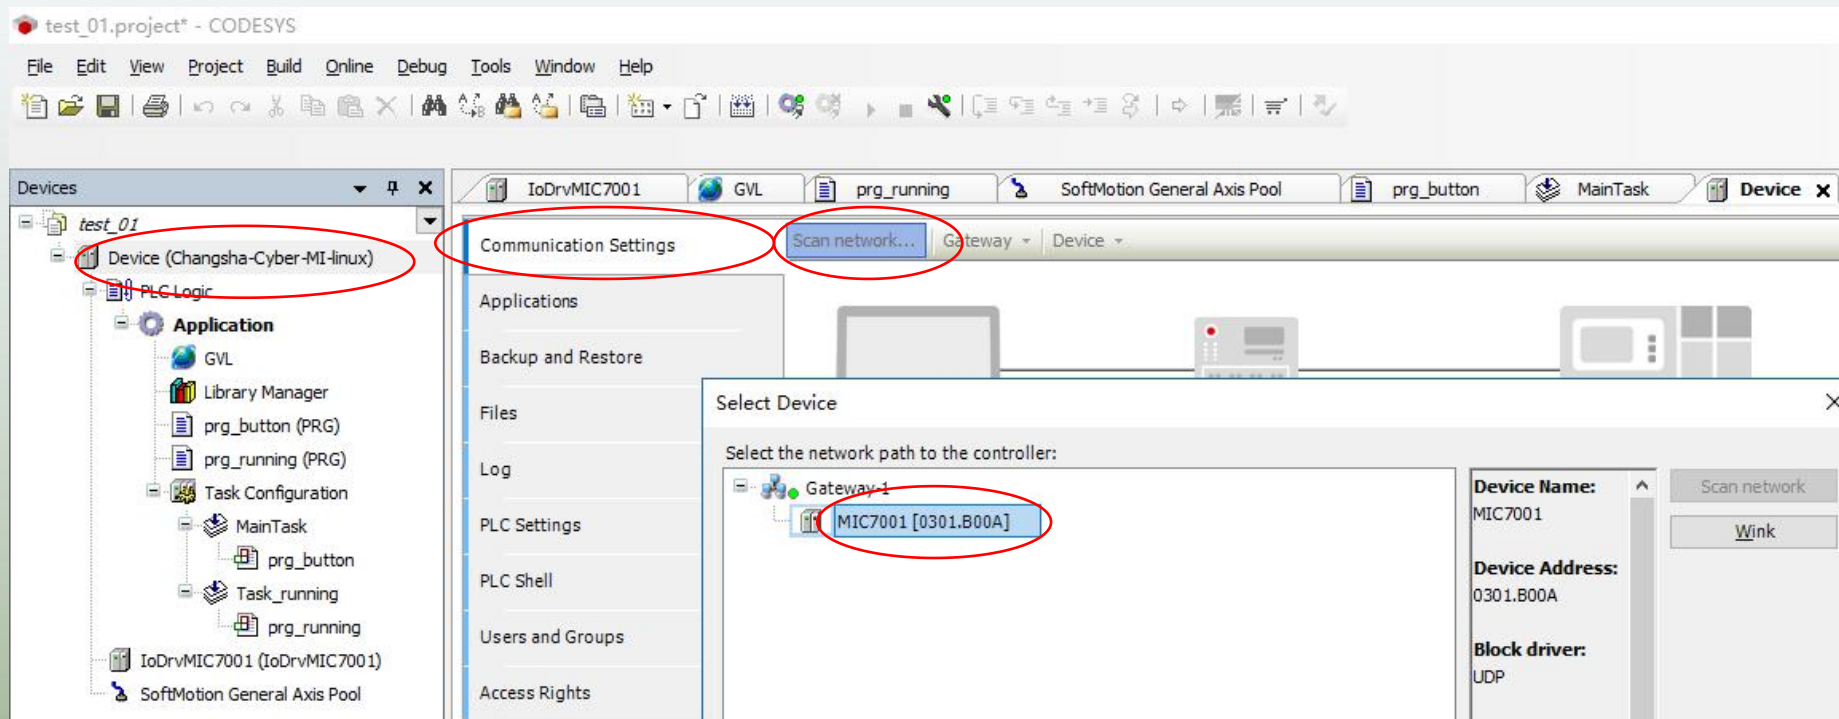 test_01.project* - CODESYS
File Edit View Project Build Online Debug Tools Window Help
Devices
test_01
Device (Changsha-Cyber-MI-linux)
PLC Logic
Application
GVL
Library Manager
prg_button (PRG)
prg_running (PRG)
Task Configuration
MainTask
prg_button
Task_running
prg_running
IoDrvMIC7001 (IoDrvMIC7001)
SoftMotion General Axis Pool
IoDrvMIC7001 GVL prg_running SoftMotion General Axis Pool prg_button MainTask Device
Communication Settings
Applications
Backup and Restore
Files
Log
PLC Settings
PLC Shell
Users and Groups
Access Rights
Scan network... Gateway Device
Select Device
Select the network path to the controller:
Gateway-1
MIC7001 [0301.B00A]
Device Name:
MIC7001
Device Address:
0301.B00A
Block driver:
UDP
Scan network
Wink